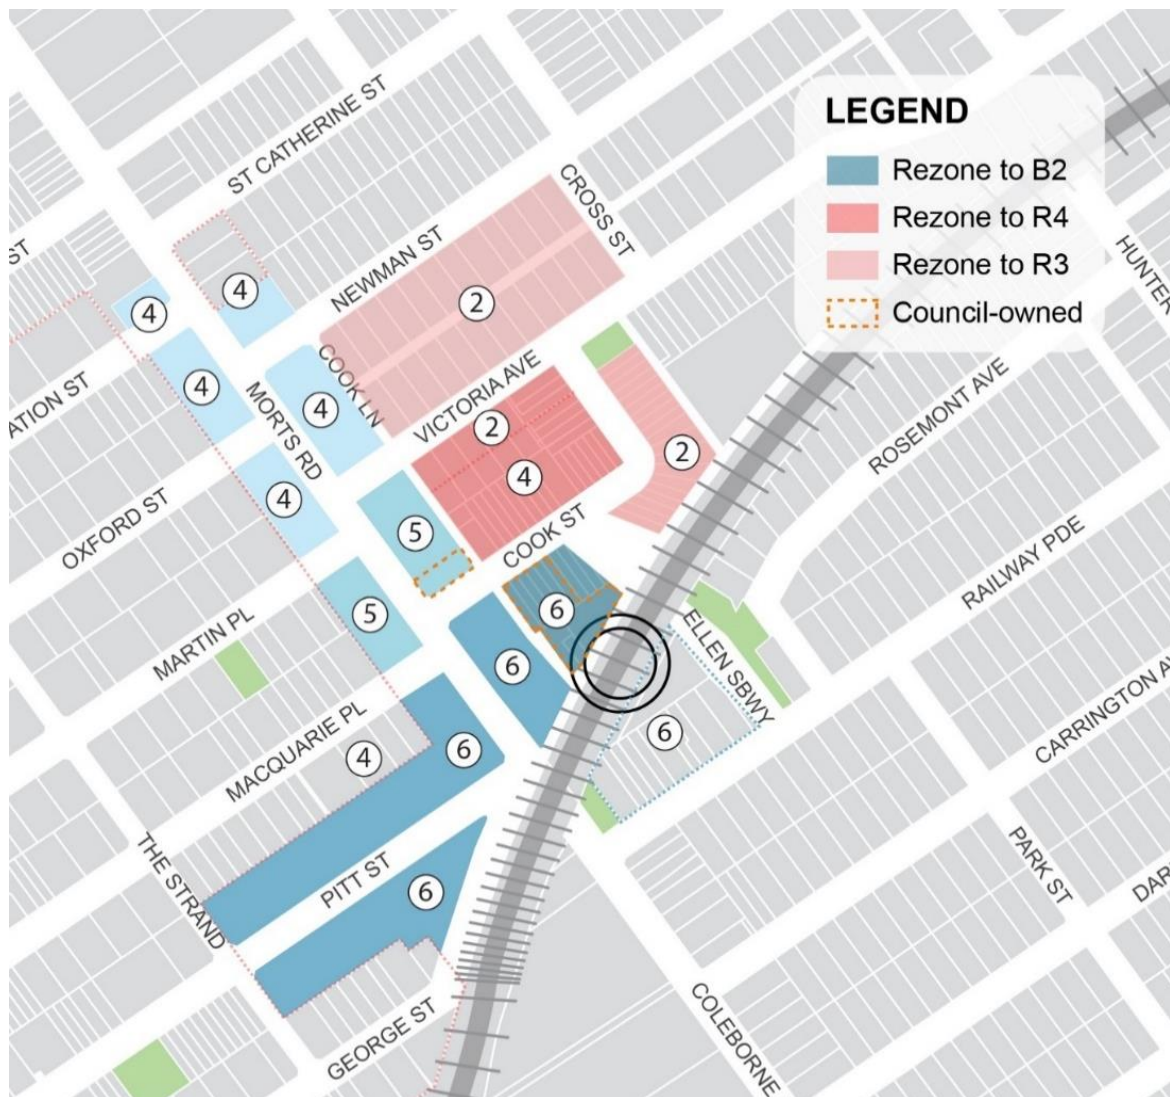 ST CATHERINE ST
CROSS ST
LEGEND
Rezone to B2
Rezone to R4
Rezone to R3
Council-owned
ST
NEWMAN ST
HUNTER
4
4
2
COOK LN
VICTORIA AVE
4
4
MORTS RD
ATION ST
2
2
ROSEMONT AVE
4
4
OXFORD ST
5
COOK ST
RAILWAY PDE
5
6
MARTIN PL
ELLEN SBWY
6
CARRINGTON A
MACQUARIE PL
4
6
6
THE STRAND
PITT ST
6
PARK ST
DAR
GEORGE ST
COLEBORNE